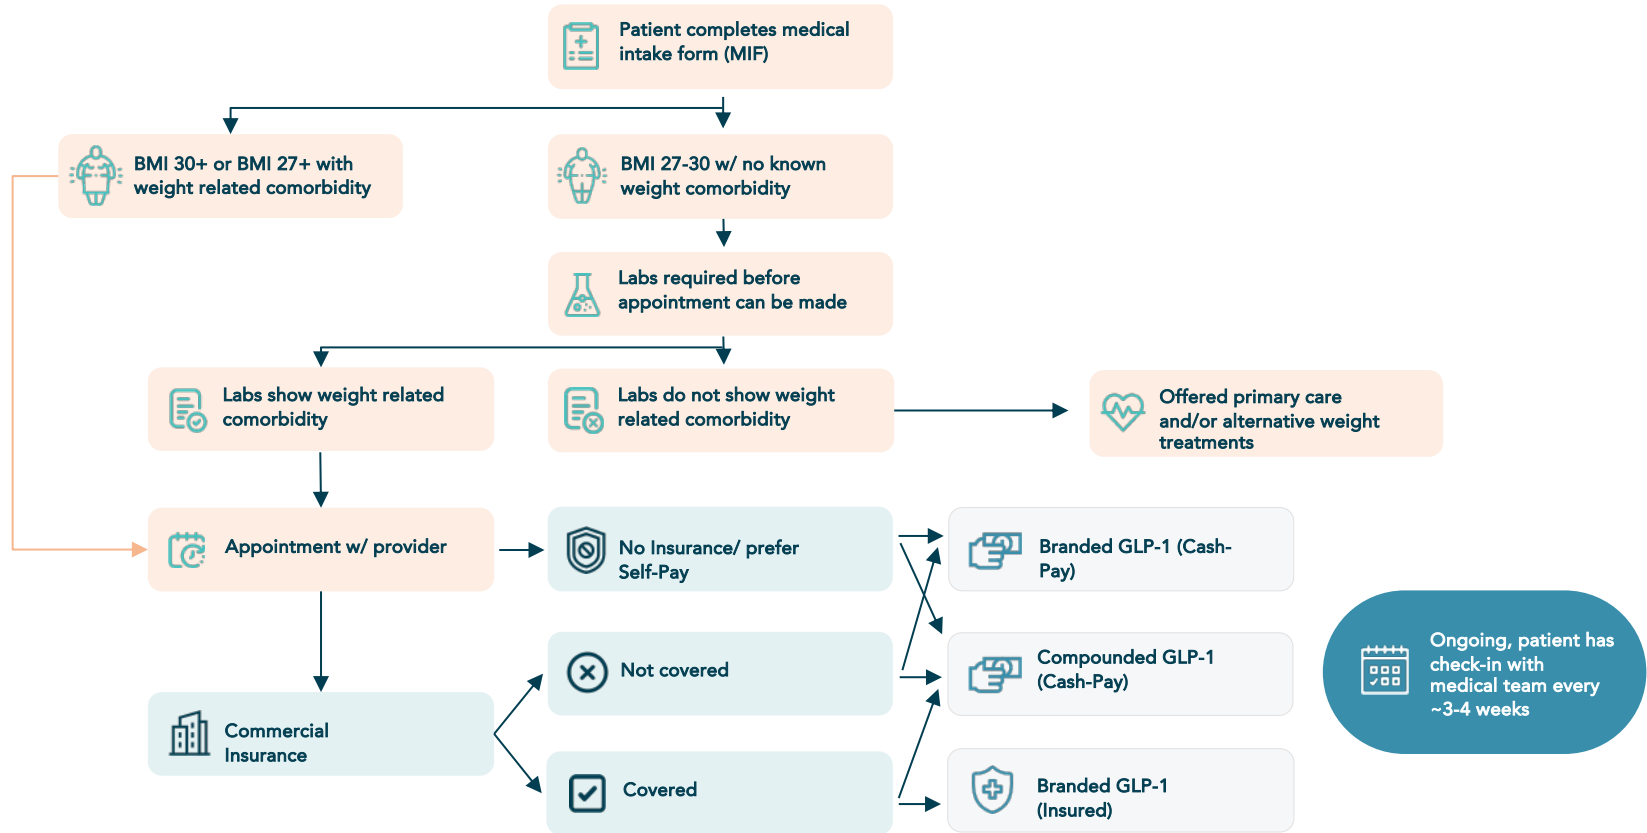 Patient completes medical
intake form (MIF)
BMI 30+ or BMI 27+ with
weight related comorbidity
BMI 27-30 w/ no known
weight comorbidity
Labs required before
appointment can be made
Labs show weight related
comorbidity
Labs do not show weight
related comorbidity
Offered primary care
and/or alternative weight
treatments
Appointment w/ provider
No Insurance/ prefer
Self-Pay
Branded GLP-1 (Cash-
Pay)
Not covered
Compounded GLP-1
(Cash-Pay)
Ongoing, patient has
check-in with
medical team every
~3-4 weeks
Commercial
Insurance
Covered
Branded GLP-1
(Insured)